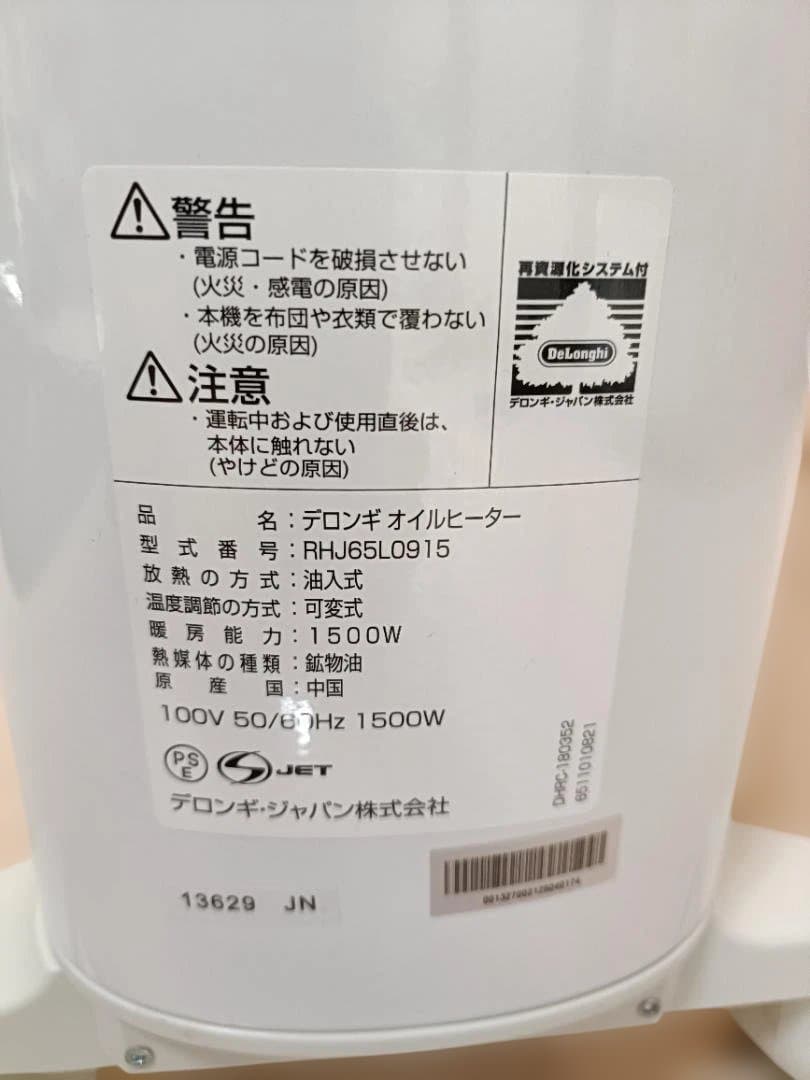 警告
・電源コードを破損させない
(火災・感電の原因)
・本機を布団や衣類で覆わない
(火災の原因)
注意
・運転中および使用直後は、
本体に触れない
(やけどの原因)
再資源化システム付
DeLonghi
デロンギ・ジャパン株式会社
品名：デロンギ オイルヒーター
型式番号：RHJ65L0915
放熱の方式：油入式
温度調節の方式：可変式
暖房能力：1500W
熱媒体の種類：鉱物油
原産国：中国
100V 50/60Hz 1500W
PSE
JET
デロンギ・ジャパン株式会社
DHRC-180352
6511010821
13629 JN